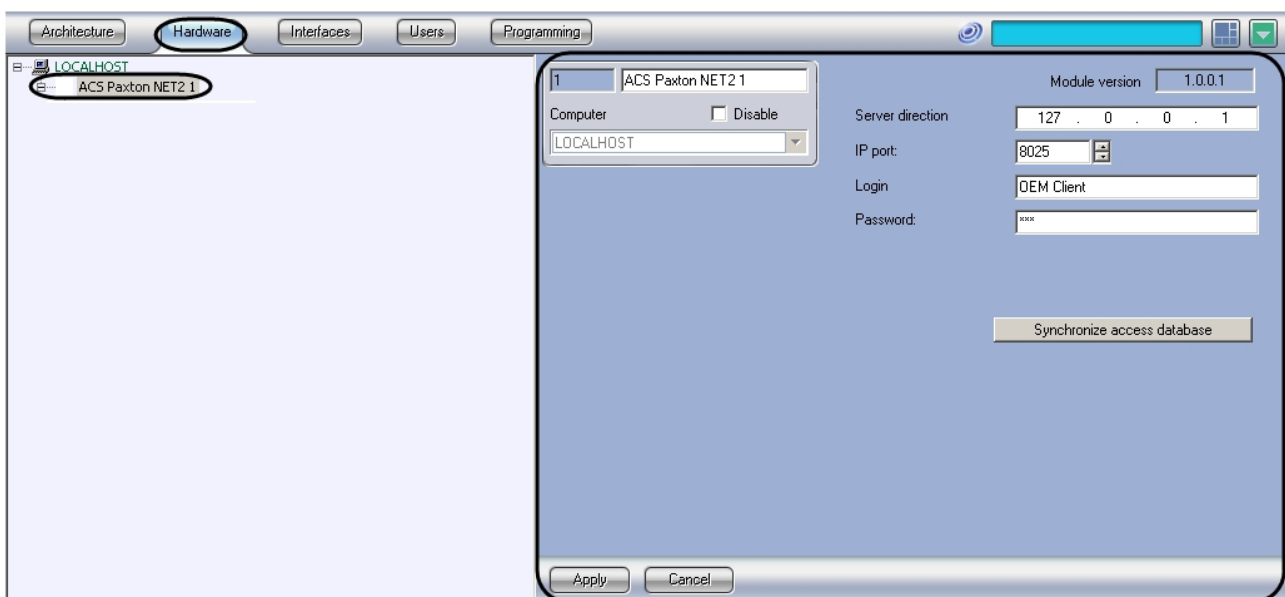 Architecture
Hardware
Interfaces
Users
Programming
LOCALHOST
ACS Paxton NET2 1
1
ACS Paxton NET2 1
Computer
Disable
LOCALHOST
Module version
1.0.0.1
Server direction
127 . 0 . 0 . 1
IP port:
8025
Login
OEM Client
Password:
***
Synchronize access database
Apply
Cancel